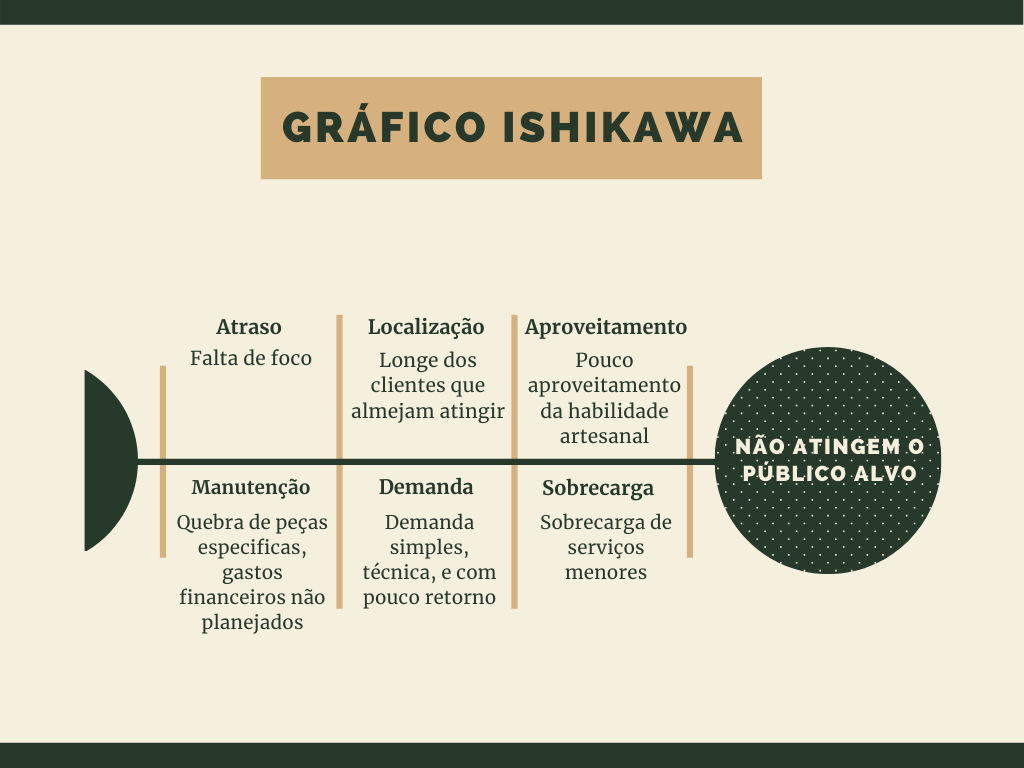 GRÁFICO ISHIKAWA
Atraso
Falta de foco
Localização
Longe dos
clientes que
almejam atingir
Aproveitamento
Pouco
aproveitamento
da habilidade
artesanal
NÃO ATINGEM O
PÚBLICO ALVO
Manutenção
Quebra de peças
especificas,
gastos
financeiros não
planejados
Demanda
Demanda
simples,
técnica, e com
pouco retorno
Sobrecarga
Sobrecarga de
serviços
menores